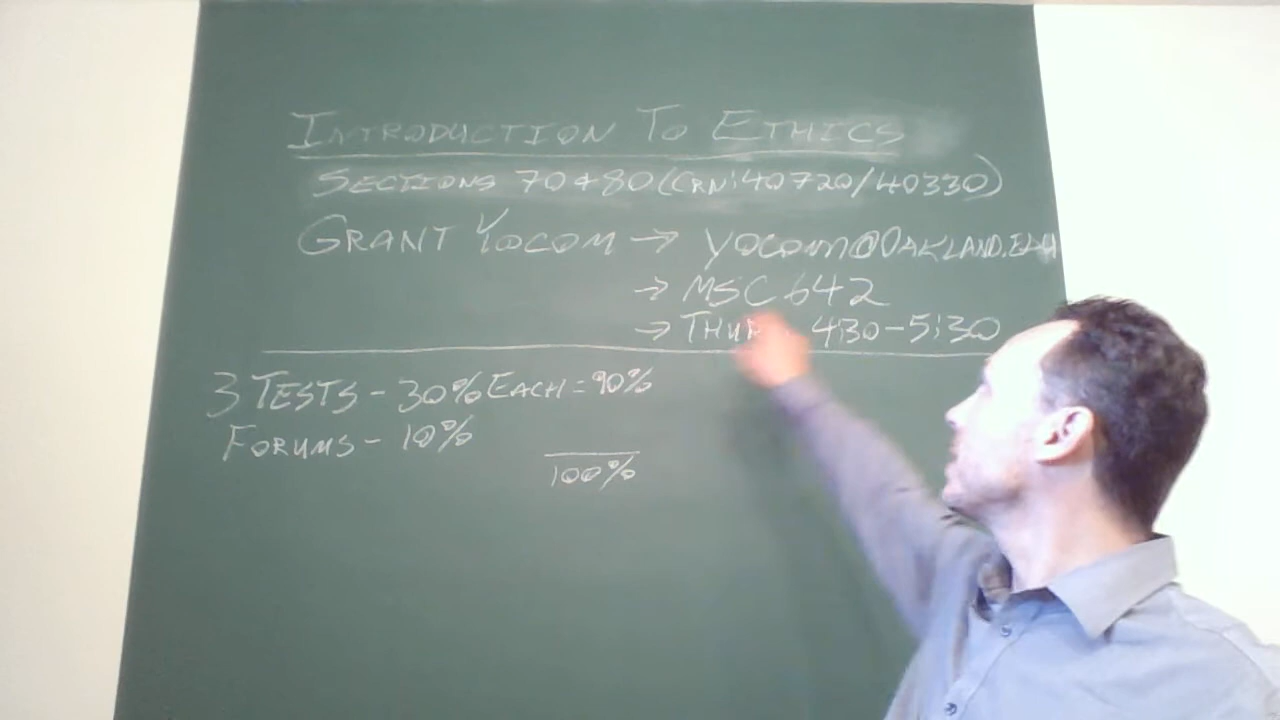 INTRODUCTION TO ETHICS
SECTIONS 70 & 80 (CRN: 40720/40330)
GRANT YOCOM → YOCOM@OAKLAND.EDU
→ MSC 642
→ THUR 4:30-5:30
3 TESTS - 30% EACH = 90%
FORUMS - 10%
100%